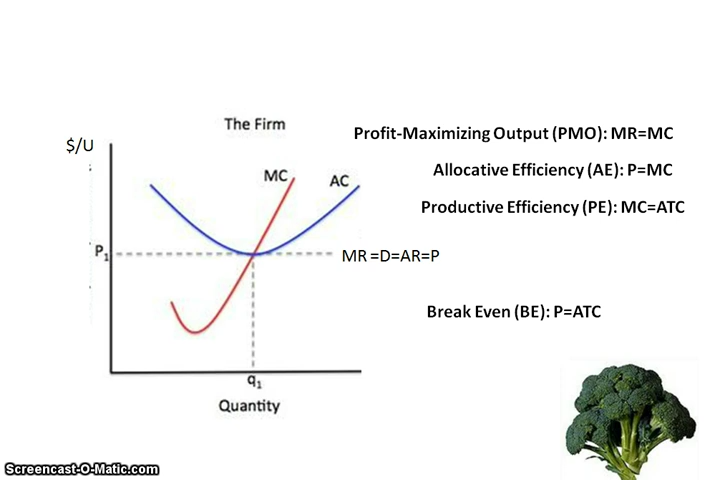 The Firm
$/U
Profit-Maximizing Output (PMO): MR=MC
Allocative Efficiency (AE): P=MC
MC
AC
Productive Efficiency (PE): MC=ATC
P1
MR =D=AR=P
Break Even (BE): P=ATC
q1
Quantity
Screencast-O-Matic.com